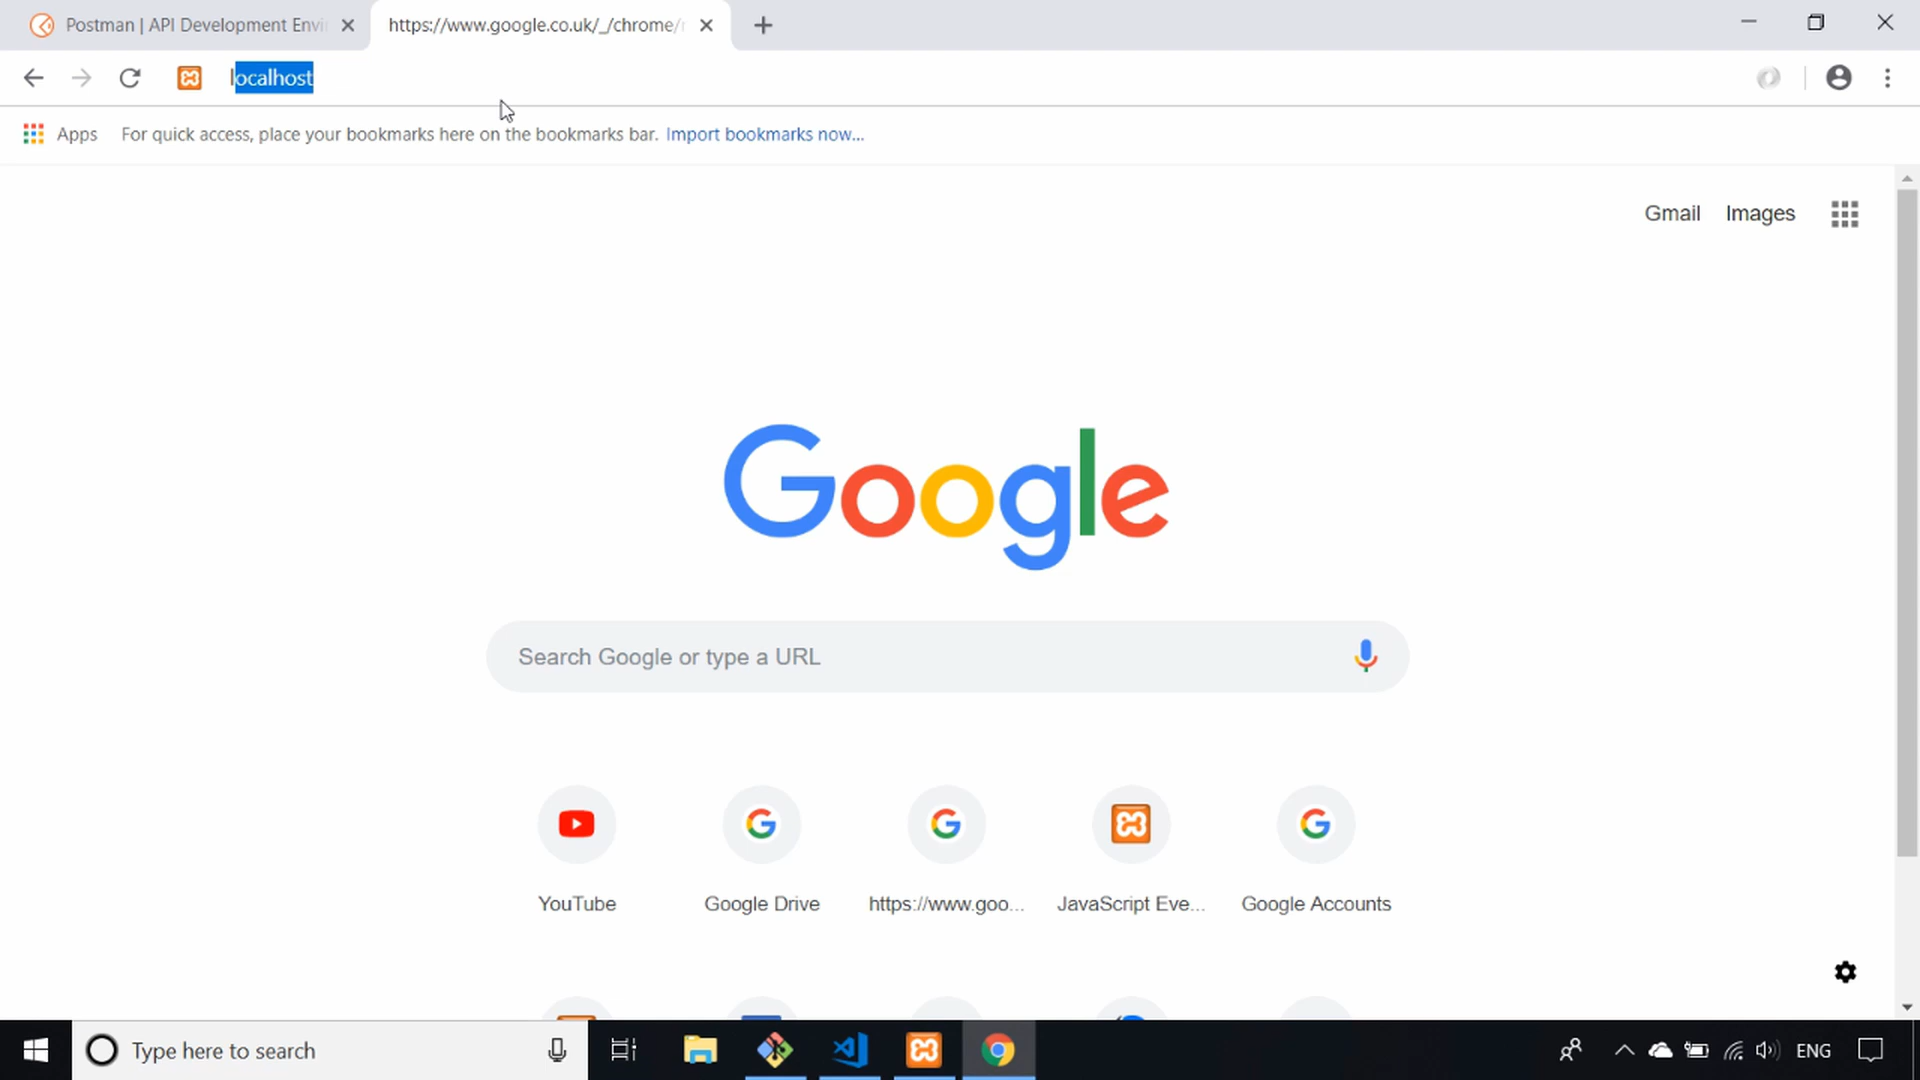 Postman | API Development Envi
https://www.google.co.uk/_/chrome/
localhost
Apps
For quick access, place your bookmarks here on the bookmarks bar. Import bookmarks now...
Gmail
Images
Google
Search Google or type a URL
YouTube
Google Drive
https://www.goo...
JavaScript Eve...
Google Accounts
Type here to search
ENG